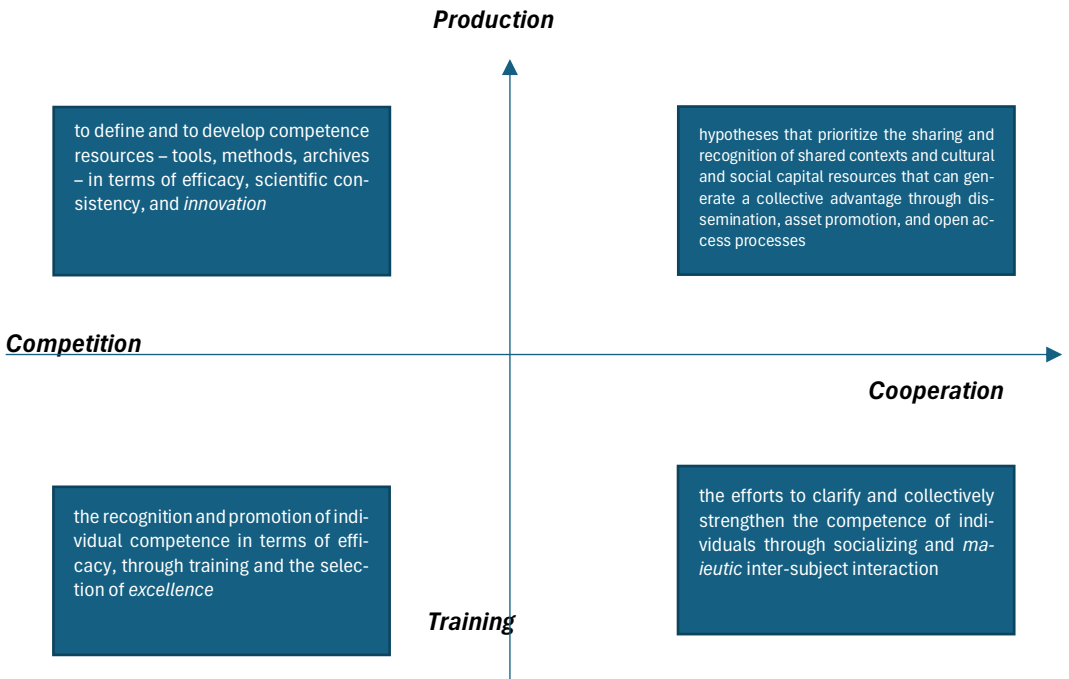 Production
to define and to develop competence
resources – tools, methods, archives
– in terms of efficacy, scientific con-
sistency, and innovation
hypotheses that prioritize the sharing and
recognition of shared contexts and cultural
and social capital resources that can gen-
erate a collective advantage through dis-
semination, asset promotion, and open ac-
cess processes
Competition
Cooperation
the recognition and promotion of indi-
vidual competence in terms of effi-
cacy, through training and the selec-
tion of excellence
the efforts to clarify and collectively
strengthen the competence of indi-
viduals through socializing and ma-
ieutic inter-subject interaction
Training